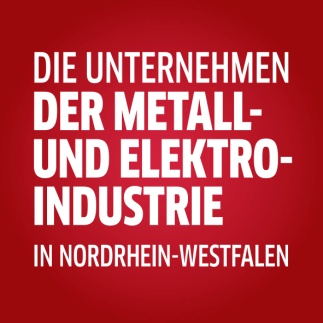 DIE UNTERNEHMEN
DER METALL-
UND ELEKTRO-
INDUSTRIE
IN NORDRHEIN-WESTFALEN